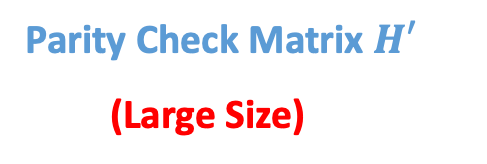 Parity Check Matrix H′
(Large Size)